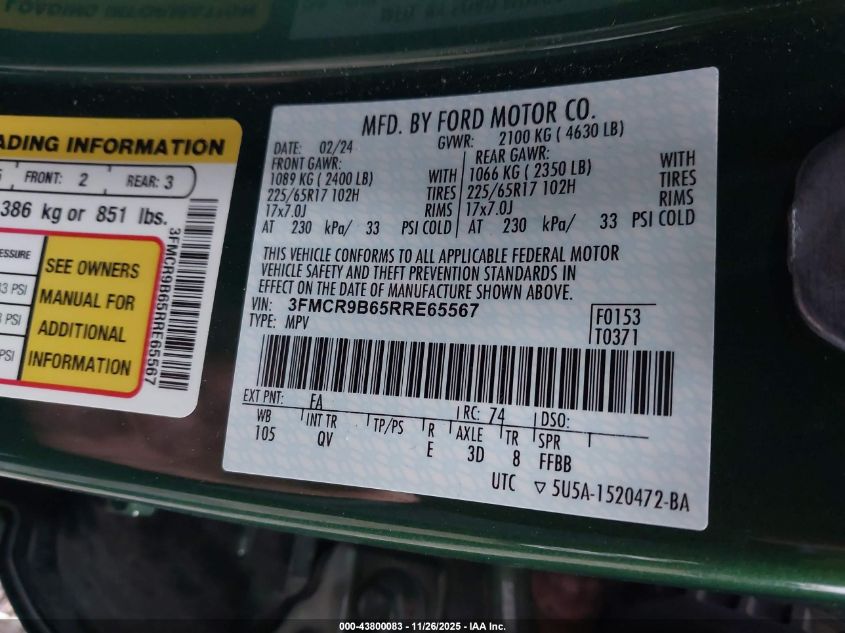 LOADING INFORMATION
ADING INFORMATION
FRONT: 2 REAR: 3
386 kg or 851 lbs.
3FMCR9B65RRE65567
ESSURE
PSI
PSI
PSI
SEE OWNERS
MANUAL FOR
ADDITIONAL
INFORMATION
MFD. BY FORD MOTOR CO.
DATE: 02/24 GVWR: 2100 KG ( 4630 LB)
FRONT GAWR: REAR GAWR:
1089 KG ( 2400 LB) WITH 1066 KG ( 2350 LB) WITH
225/65R17 102H TIRES 225/65R17 102H TIRES
17x7.0J RIMS 17x7.0J RIMS
AT 230 kPa/ 33 PSI COLD AT 230 kPa/ 33 PSI COLD
THIS VEHICLE CONFORMS TO ALL APPLICABLE FEDERAL MOTOR
VEHICLE SAFETY AND THEFT PREVENTION STANDARDS IN
EFFECT ON THE DATE OF MANUFACTURE SHOWN ABOVE.
VIN: 3FMCR9B65RRE65567 F0153
TYPE: MPV T0371
EXT PNT: FA RC: 74 DSO:
WB INT TR TP/PS R AXLE TR SPR
105 QV E 3D 8 FFBB
UTC ▽ 5U5A-1520472-BA
000-43800083 - 11/26/2025 - IAA Inc.